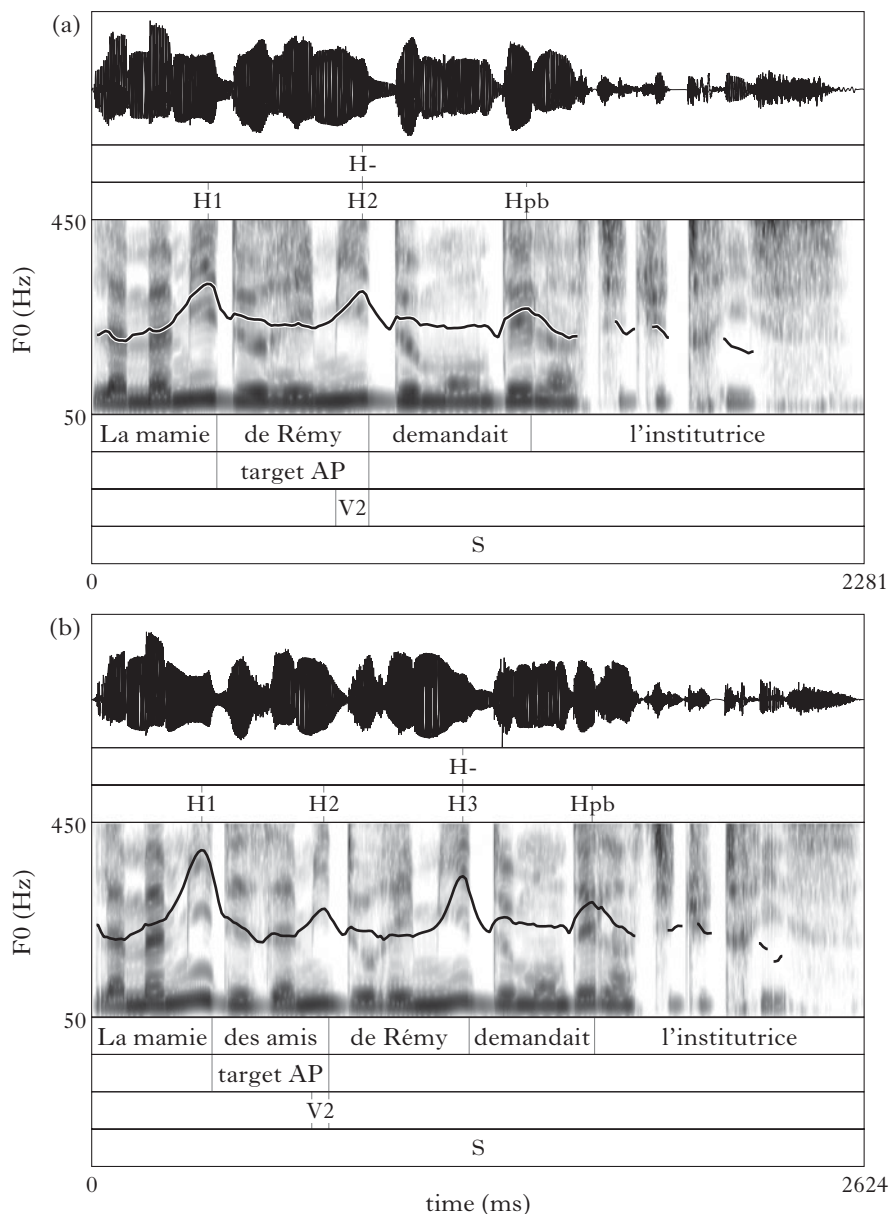 (a)
H-
H1 H2 Hpb
450
F0 (Hz)
50
La mamie de Rémy demandait l’institutrice
target AP
V2
S
0 2281
(b)
H-
H1 H2 H3 Hpb
450
F0 (Hz)
50
La mamie des amis de Rémy demandait l’institutrice
target AP
V2
S
0 2624
time (ms)